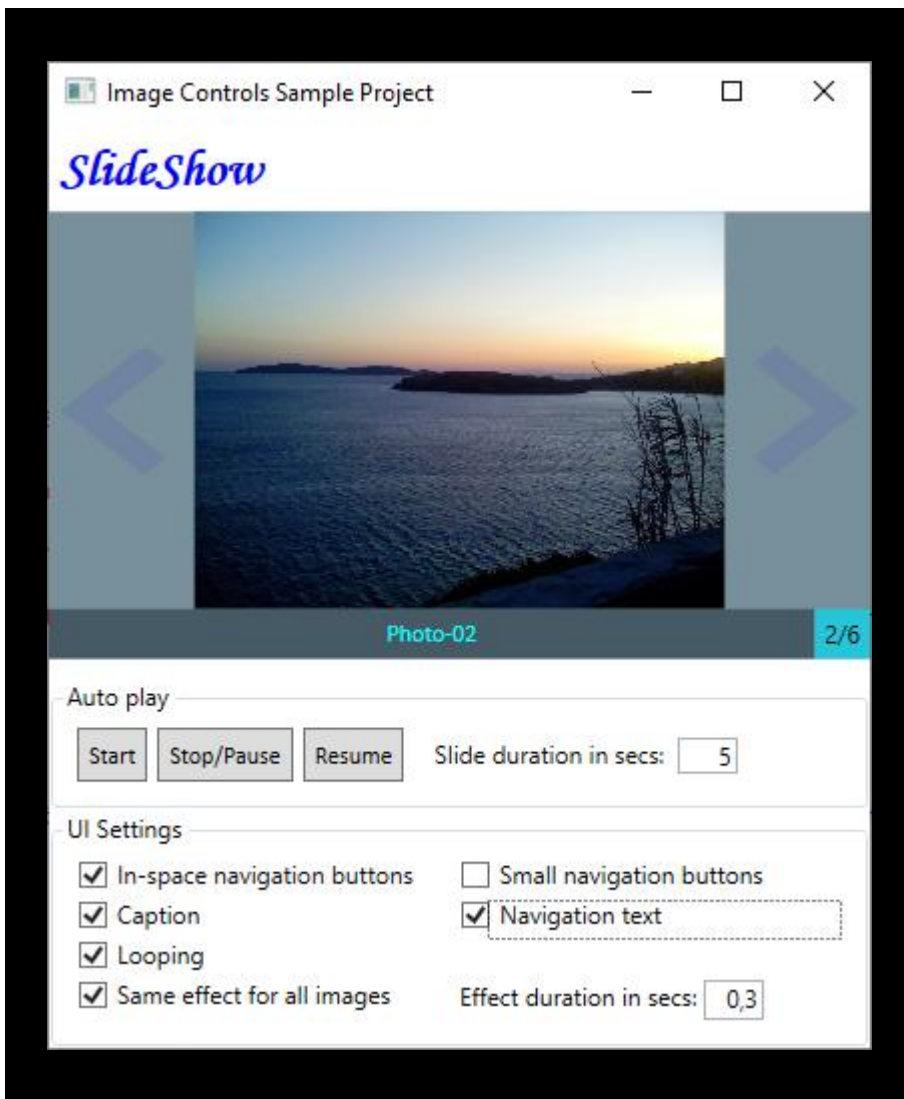 Image Controls Sample Project
SlideShow
Photo-02 2/6
Auto play
Start Stop/Pause Resume Slide duration in secs: 5
UI Settings
In-space navigation buttons Small navigation buttons
Caption Navigation text
Looping
Same effect for all images Effect duration in secs: 0,3